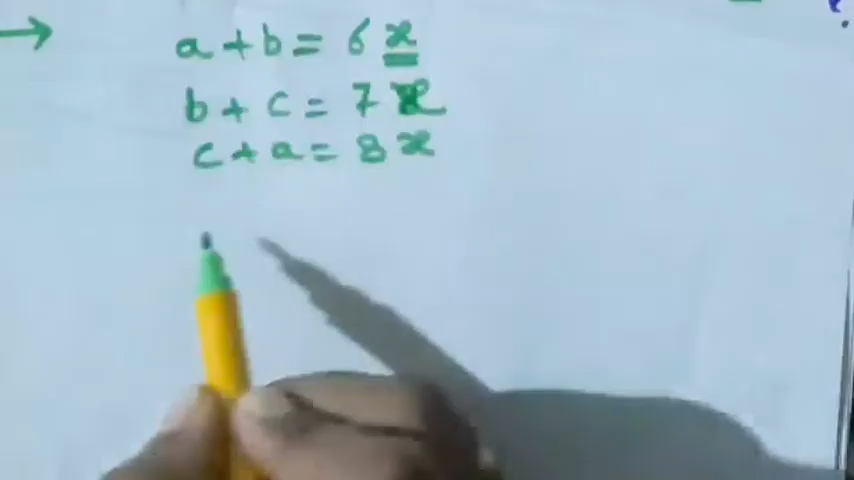 → a + b = 6x
b + c = 7x
c + a = 8x